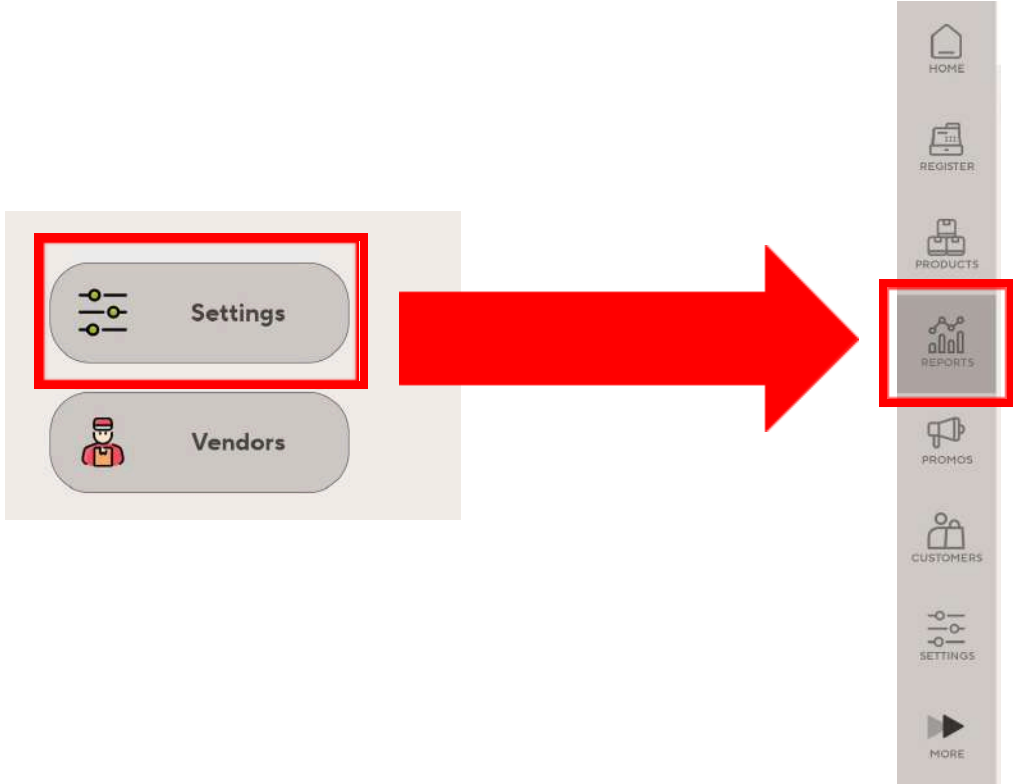 Settings
Vendors
HOME
REGISTER
PRODUCTS
REPORTS
PROMOS
CUSTOMERS
SETTINGS
MORE